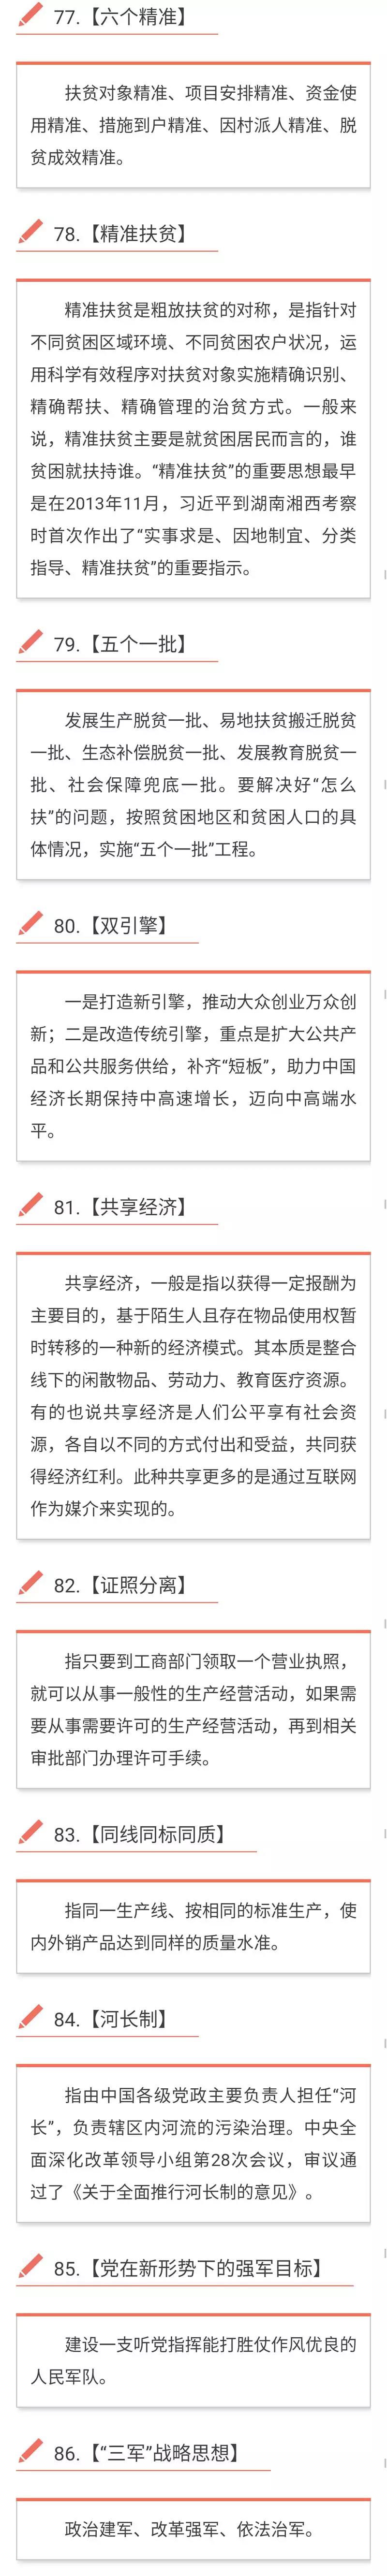 77.【六个精准】
扶贫对象精准、项目安排精准、资金使
用精准、措施到户精准、因村派人精准、脱
贫成效精准。
78.【精准扶贫】
精准扶贫是粗放扶贫的对称，是指针对
不同贫困区域环境、不同贫困农户状况，运
用科学有效程序对扶贫对象实施精确识别、
精确帮扶、精确管理的治贫方式。一般来
说，精准扶贫主要是就贫困居民而言的，谁
贫困就扶持谁。“精准扶贫”的重要思想最早
是在2013年11月，习近平到湖南湘西考察
时首次作出了“实事求是、因地制宜、分类
指导、精准扶贫”的重要指示。
79.【五个一批】
发展生产脱贫一批、易地扶贫搬迁脱贫
一批、生态补偿脱贫一批、发展教育脱贫一
批、社会保障兜底一批。要解决好“怎么
扶”的问题，按照贫困地区和贫困人口的具
体情况，实施“五个一批”工程。
80.【双引擎】
一是打造新引擎，推动大众创业万众创
新；二是改造传统引擎，重点是扩大公共产
品和公共服务供给，补齐“短板”，助力中国
经济长期保持中高速增长，迈向中高端水
平。
81.【共享经济】
共享经济，一般是指以获得一定报酬为
主要目的，基于陌生人且存在物品使用权暂
时转移的一种新的经济模式。其本质是整合
线下的闲散物品、劳动力、教育医疗资源。
有的也说共享经济是人们公平享有社会资
源，各自以不同的方式付出和受益，共同获
得经济红利。此种共享更多的是通过互联网
作为媒介来实现的。
82.【证照分离】
指只要到工商部门领取一个营业执照，
就可以从事一般性的生产经营活动，如果需
要从事需要许可的生产经营活动，再到相关
审批部门办理许可手续。
83.【同线同标同质】
指同一生产线、按相同的标准生产，使
内外销产品达到同样的质量水准。
84.【河长制】
指由中国各级党政主要负责人担任“河
长”，负责辖区内河流的污染治理。中央全
面深化改革领导小组第28次会议，审议通
过了《关于全面推行河长制的意见》。
85.【党在新形势下的强军目标】
建设一支听党指挥能打胜仗作风优良的
人民军队。
86.【“三军”战略思想】
政治建军、改革强军、依法治军。